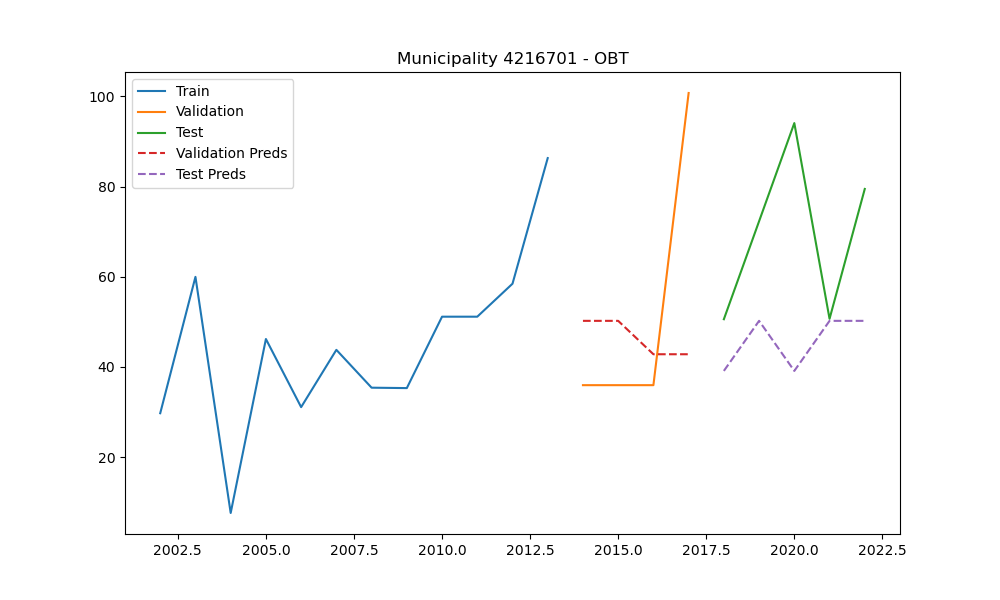 Municipality 4216701 - OBT
Train
Validation
Test
Validation Preds
Test Preds
100
80
60
40
20
2002.5 2005.0 2007.5 2010.0 2012.5 2015.0 2017.5 2020.0 2022.5